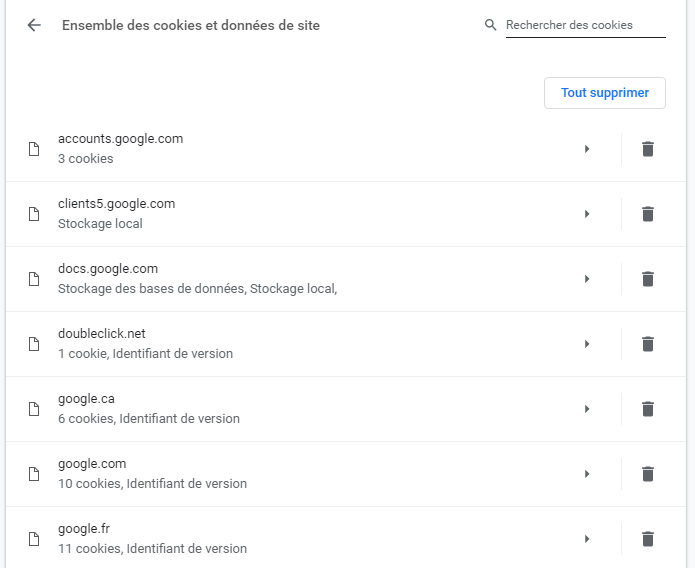 Ensemble des cookies et données de site
Rechercher des cookies
Tout supprimer
accounts.google.com
3 cookies
clients5.google.com
Stockage local
docs.google.com
Stockage des bases de données, Stockage local,
doubleclick.net
1 cookie, Identifiant de version
google.ca
6 cookies, Identifiant de version
google.com
10 cookies, Identifiant de version
google.fr
11 cookies, Identifiant de version